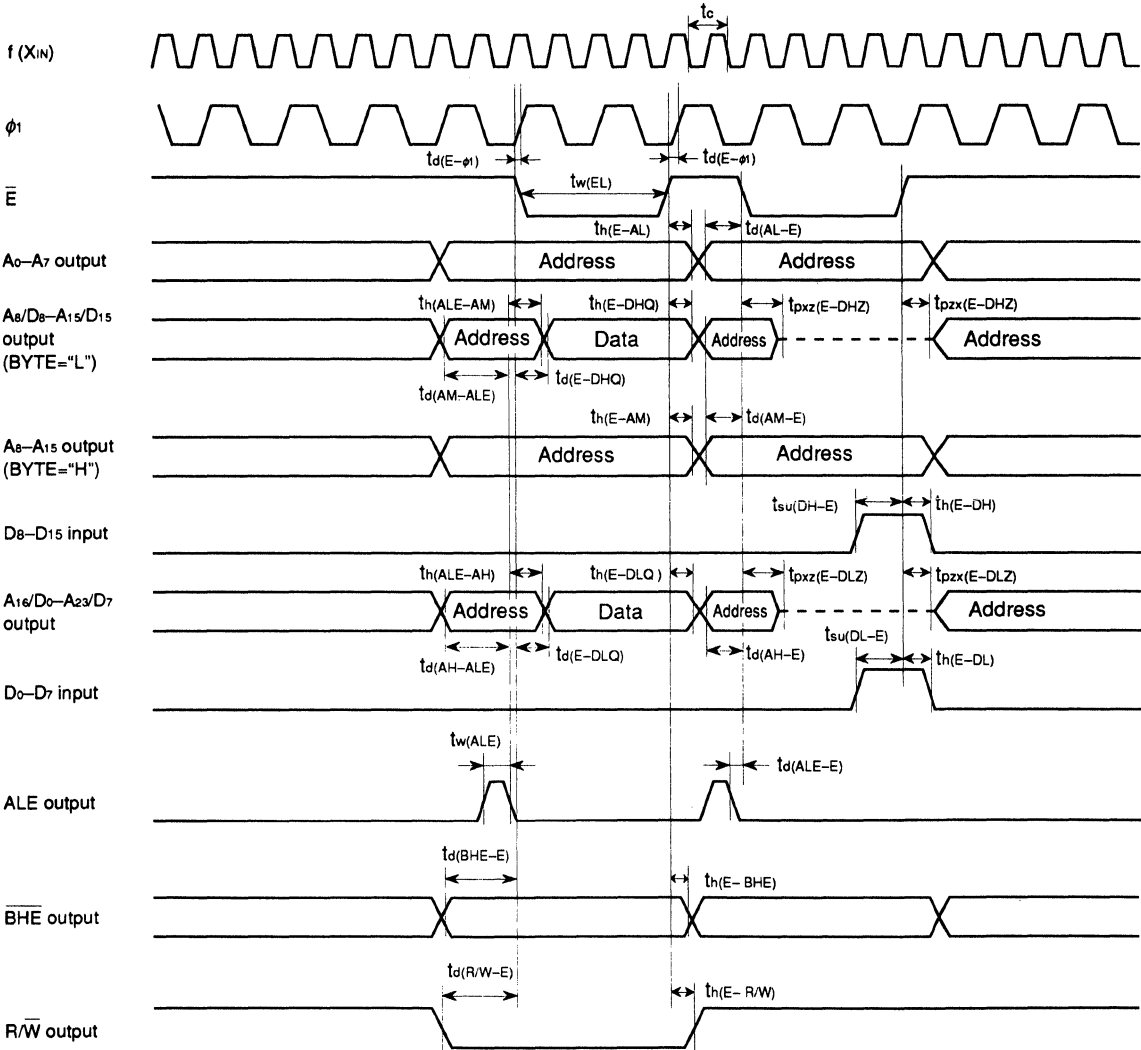 tc
f (XIN)
ϕ1
td(E–ϕ1) td(E–ϕ1)
E̅ tw(EL)
th(E–AL) td(AL–E)
A0–A7 output Address Address
th(ALE–AM) th(E–DHQ) tpxz(E–DHZ) tpzx(E–DHZ)
A8/D8–A15/D15
output
(BYTE="L")
Address Data Address Address
td(AM–ALE) td(E–DHQ)
th(E–AM) td(AM–E)
A8–A15 output
(BYTE="H")
Address Address
tsu(DH–E) th(E–DH)
D8–D15 input
th(ALE–AH) th(E–DLQ) tpxz(E–DLZ) tpzx(E–DLZ)
A16/D0–A23/D7
output
Address Data Address Address
td(AH–ALE) td(E–DLQ) td(AH–E) tsu(DL–E) th(E–DL)
D0–D7 input
tw(ALE) td(ALE–E)
ALE output
td(BHE–E) th(E–BHE)
B̅H̅E̅ output
td(R/W–E) th(E–R/W)
R/W̅ output